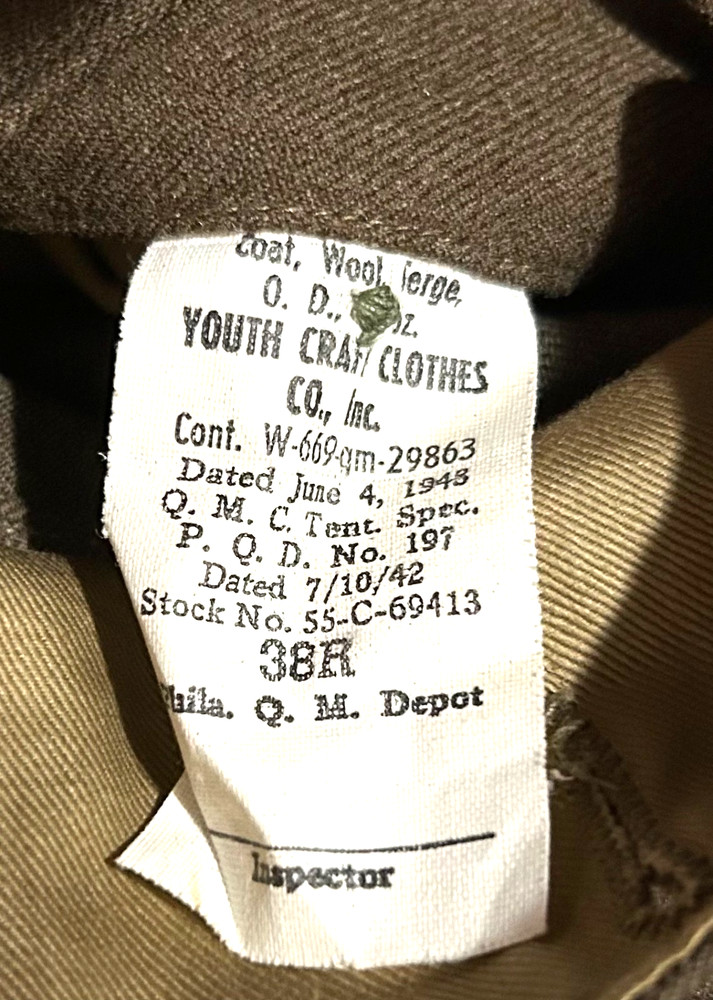 Coat, Wool Serge,
O. D., oz.
YOUTH CRAFT CLOTHES
CO., Inc.
Cont. W-669-qm-29863
Dated June 4, 1943
Q. M. C. Tent. Spec.
P. Q. D. No. 197
Dated 7/10/42
Stock No. 55-C-69413
38R
Phila. Q. M. Depot
Inspector